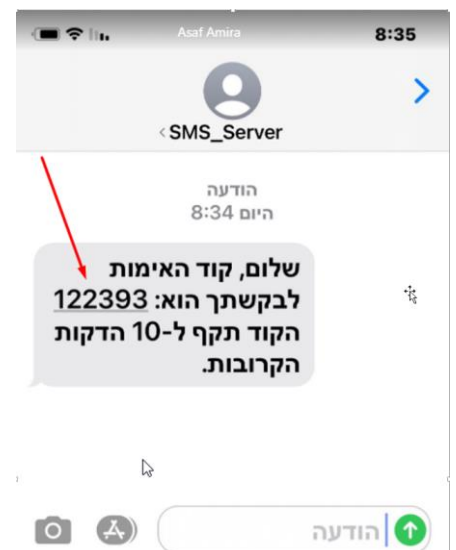 Asaf Amira
8:35
SMS_Server
הודעה
היום 8:34
שלום, קוד האימות
לבקשתך הוא: 122393
הקוד תקף ל-10 הדקות
הקרובות.
הודעה